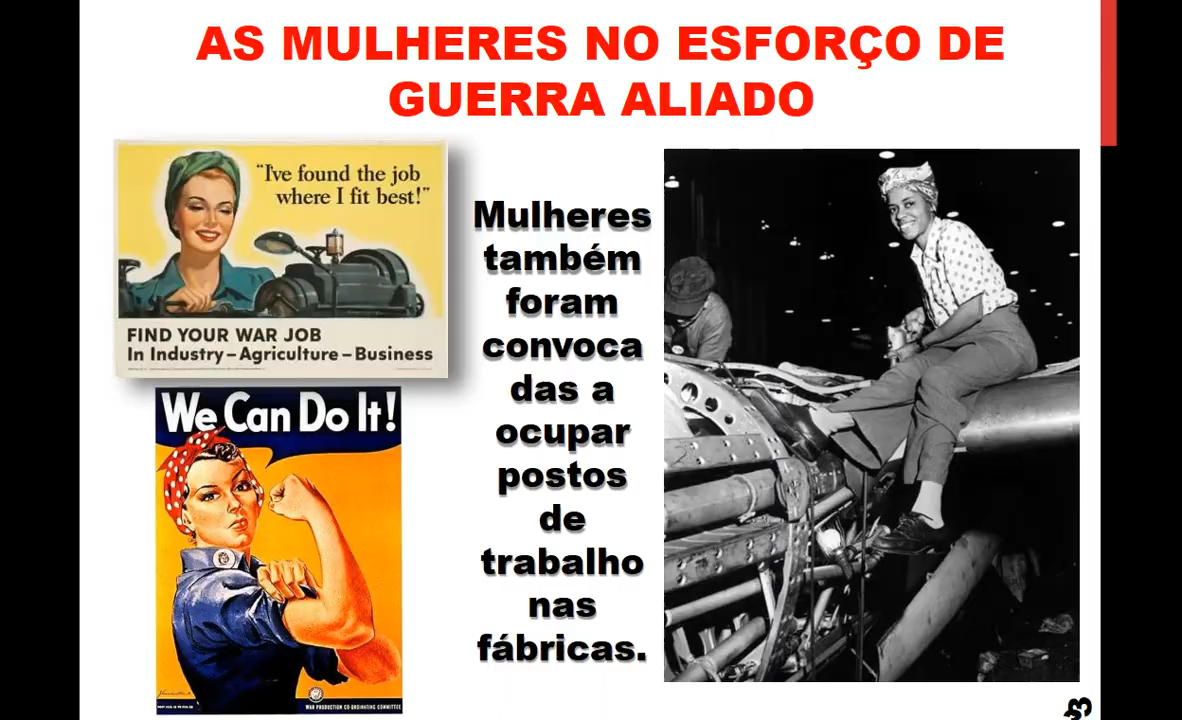 AS MULHERES NO ESFORÇO DE
GUERRA ALIADO
"I've found the job
where I fit best!"
FIND YOUR WAR JOB
In Industry – Agriculture – Business
We Can Do It!
WAR PRODUCTION CO-ORDINATING COMMITTEE
Mulheres
também
foram
convoca
das a
ocupar
postos
de
trabalho
nas
fábricas.